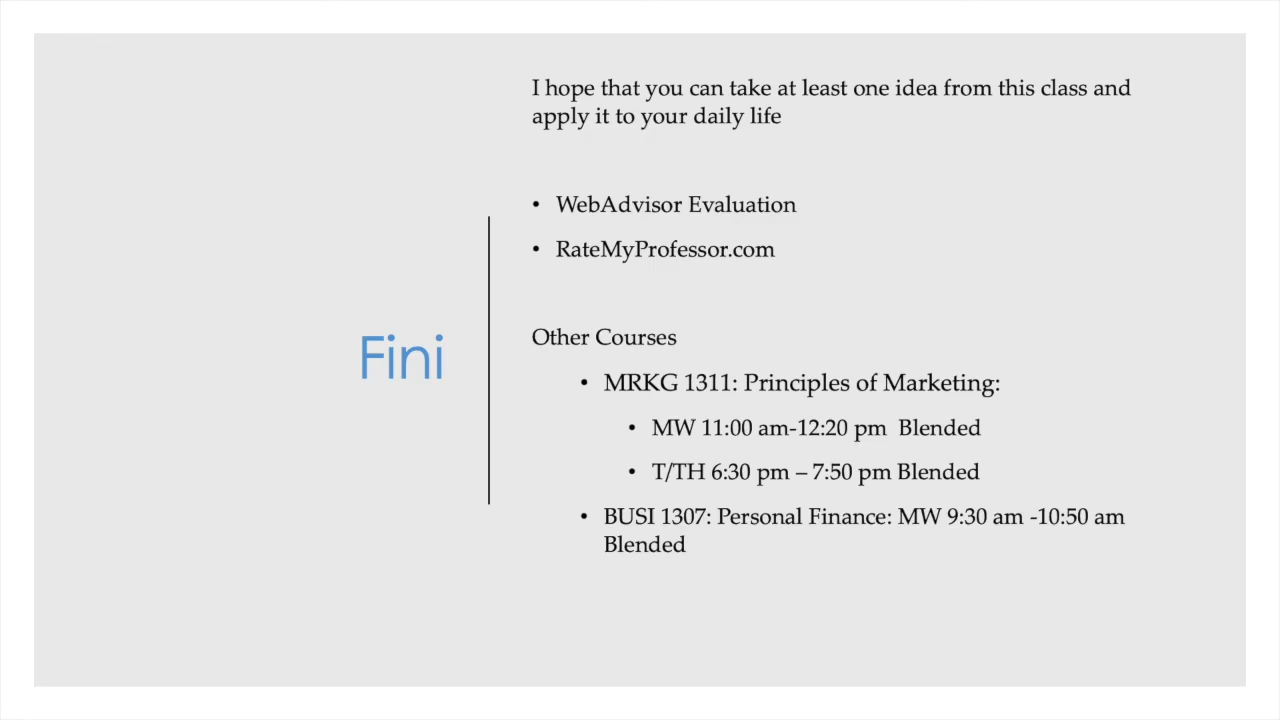 I hope that you can take at least one idea from this class and
apply it to your daily life
• WebAdvisor Evaluation
• RateMyProfessor.com
Fini
Other Courses
• MRKG 1311: Principles of Marketing:
• MW 11:00 am-12:20 pm  Blended
• T/TH 6:30 pm – 7:50 pm Blended
• BUSI 1307: Personal Finance: MW 9:30 am -10:50 am
Blended